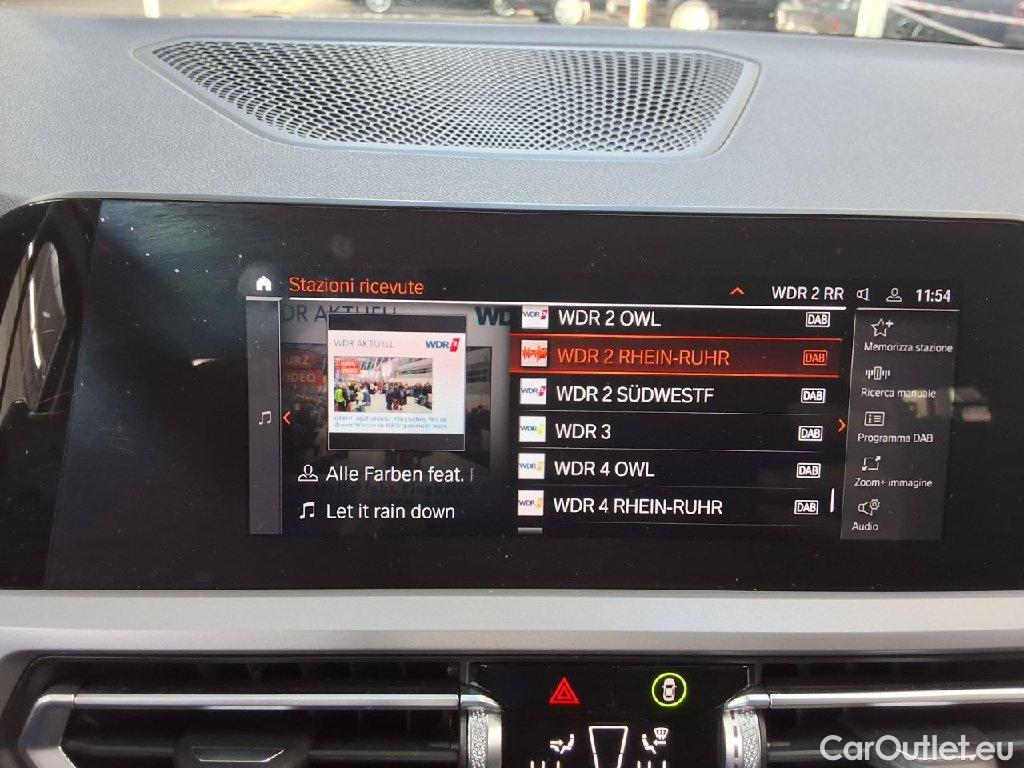 Stazioni ricevute
WDR 2 RR
11:54
WDR AKTUELL
WDR
KURZ
VIDEO
Alle Farben feat.
Let it rain down
WDR 2 OWL DAB
WDR 2 RHEIN-RUHR DAB
WDR 2 SÜDWESTF DAB
WDR 3 DAB
WDR 4 OWL DAB
WDR 4 RHEIN-RUHR DAB
Memorizza stazione
Ricerca manuale
Programma DAB
Zoom+ immagine
Audio
CarOutlet.eu